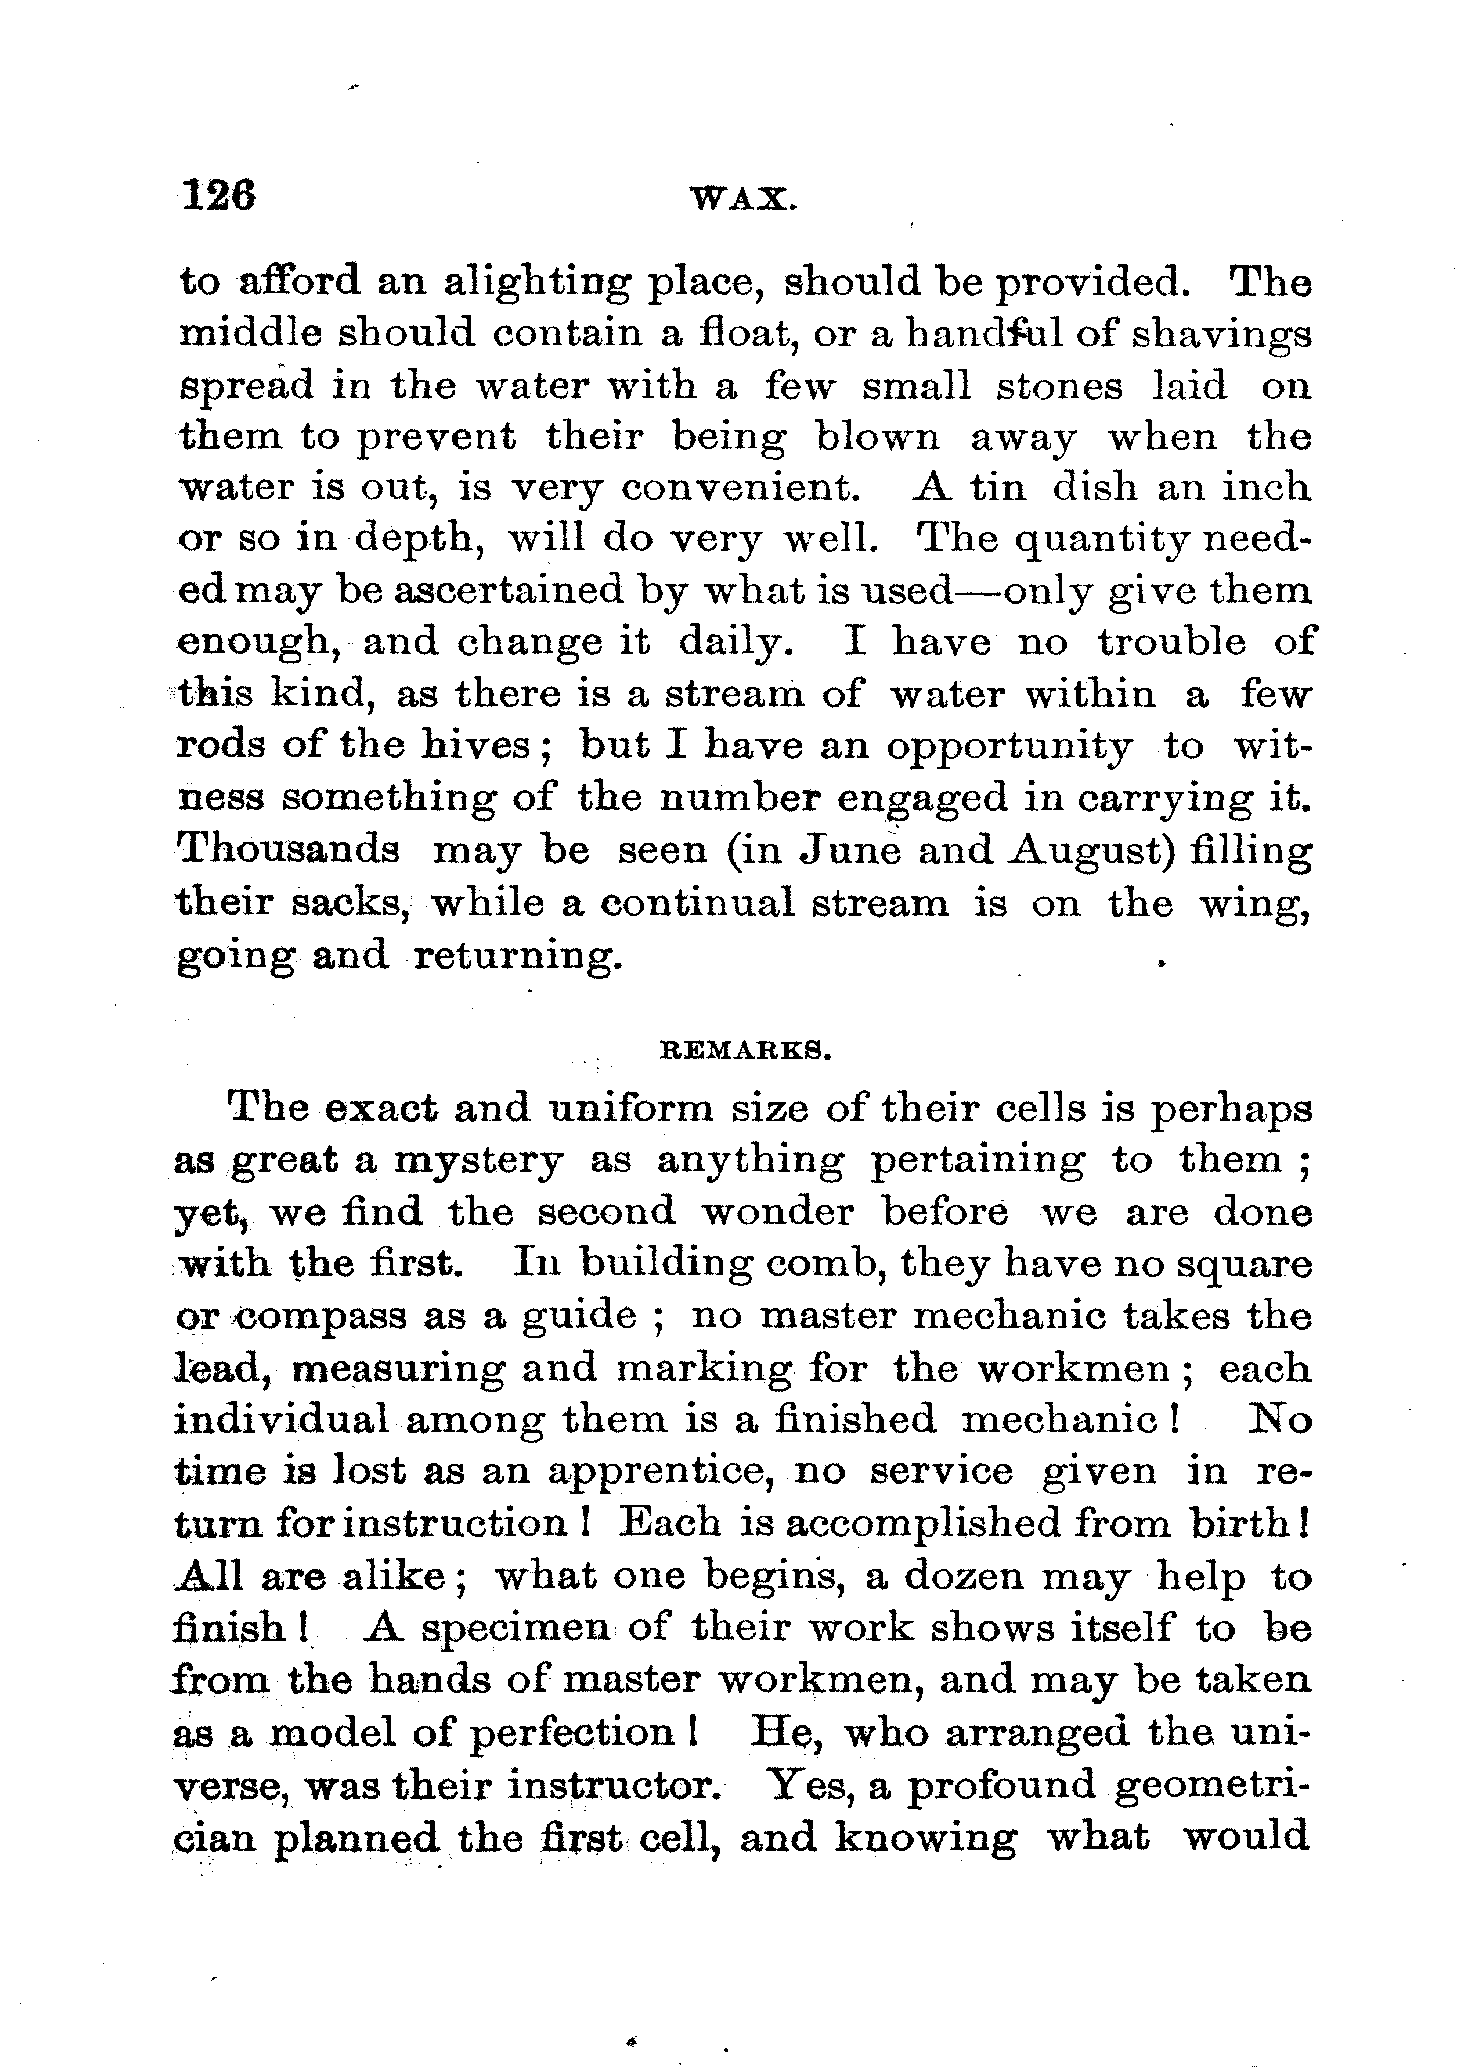 126 WAX.
to afford an alighting place, should be provided. The
middle should contain a float, or a handful of shavings
spread in the water with a few small stones laid on
them to prevent their being blown away when the
water is out, is very convenient. A tin dish an inch
or so in depth, will do very well. The quantity need-
ed may be ascertained by what is used—only give them
enough, and change it daily. I have no trouble of
this kind, as there is a stream of water within a few
rods of the hives; but I have an opportunity to wit-
ness something of the number engaged in carrying it.
Thousands may be seen (in June and August) filling
their sacks, while a continual stream is on the wing,
going and returning.
REMARKS.
The exact and uniform size of their cells is perhaps
as great a mystery as anything pertaining to them ;
yet, we find the second wonder before we are done
with the first. In building comb, they have no square
or compass as a guide ; no master mechanic takes the
lead, measuring and marking for the workmen ; each
individual among them is a finished mechanic ! No
time is lost as an apprentice, no service given in re-
turn for instruction ! Each is accomplished from birth!
All are alike ; what one begins, a dozen may help to
finish ! A specimen of their work shows itself to be
from the hands of master workmen, and may be taken
as a model of perfection ! He, who arranged the uni-
verse, was their instructor. Yes, a profound geometri-
cian planned the first cell, and knowing what would